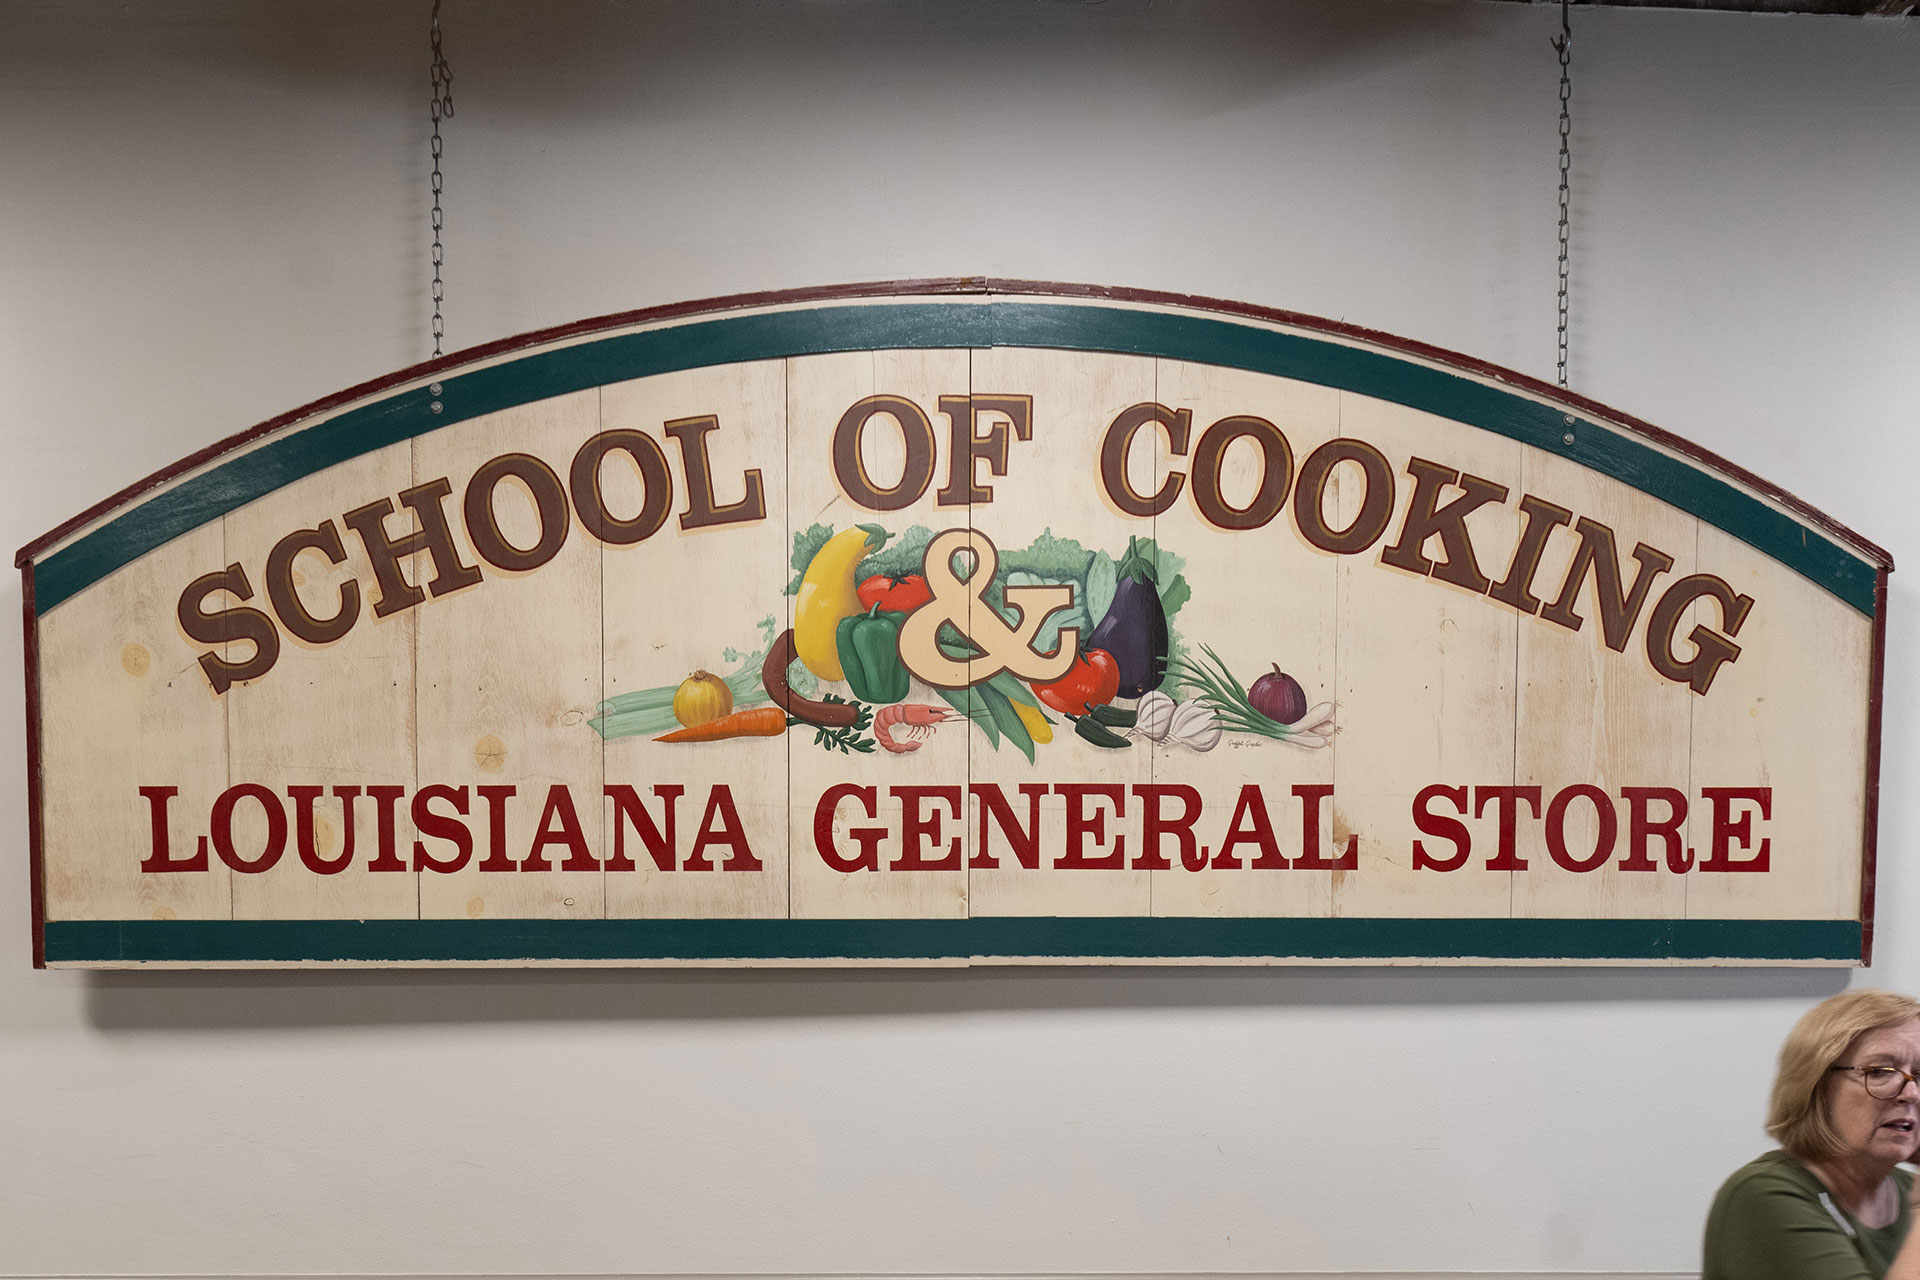 SCHOOL OF COOKING
&
LOUISIANA GENERAL STORE